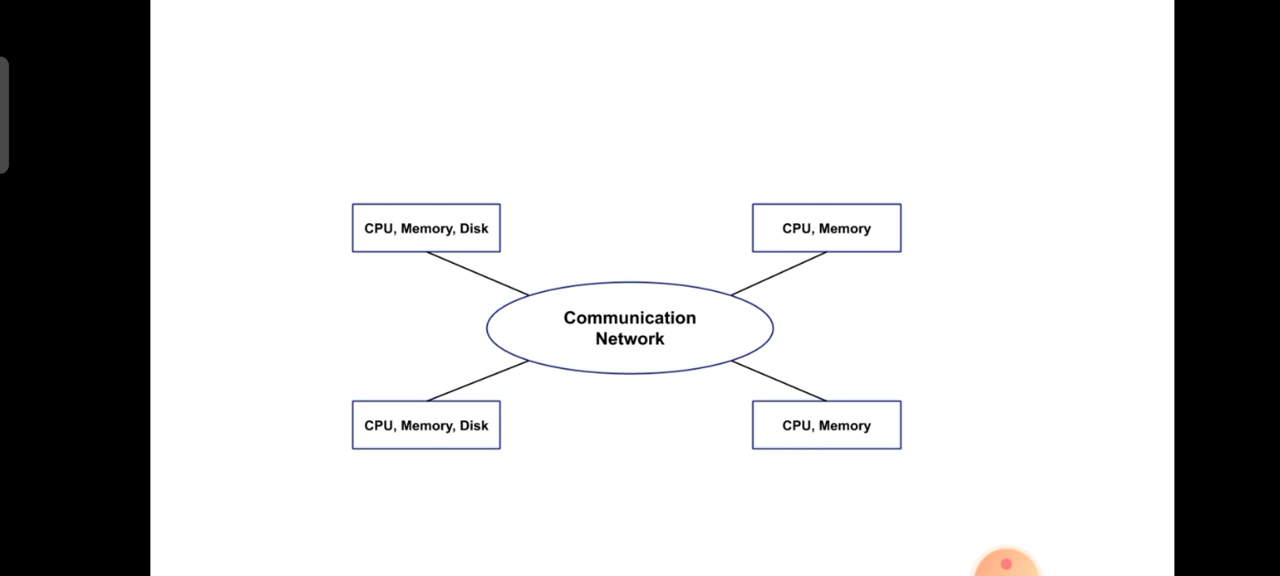 CPU, Memory, Disk
CPU, Memory
Communication
Network
CPU, Memory, Disk
CPU, Memory